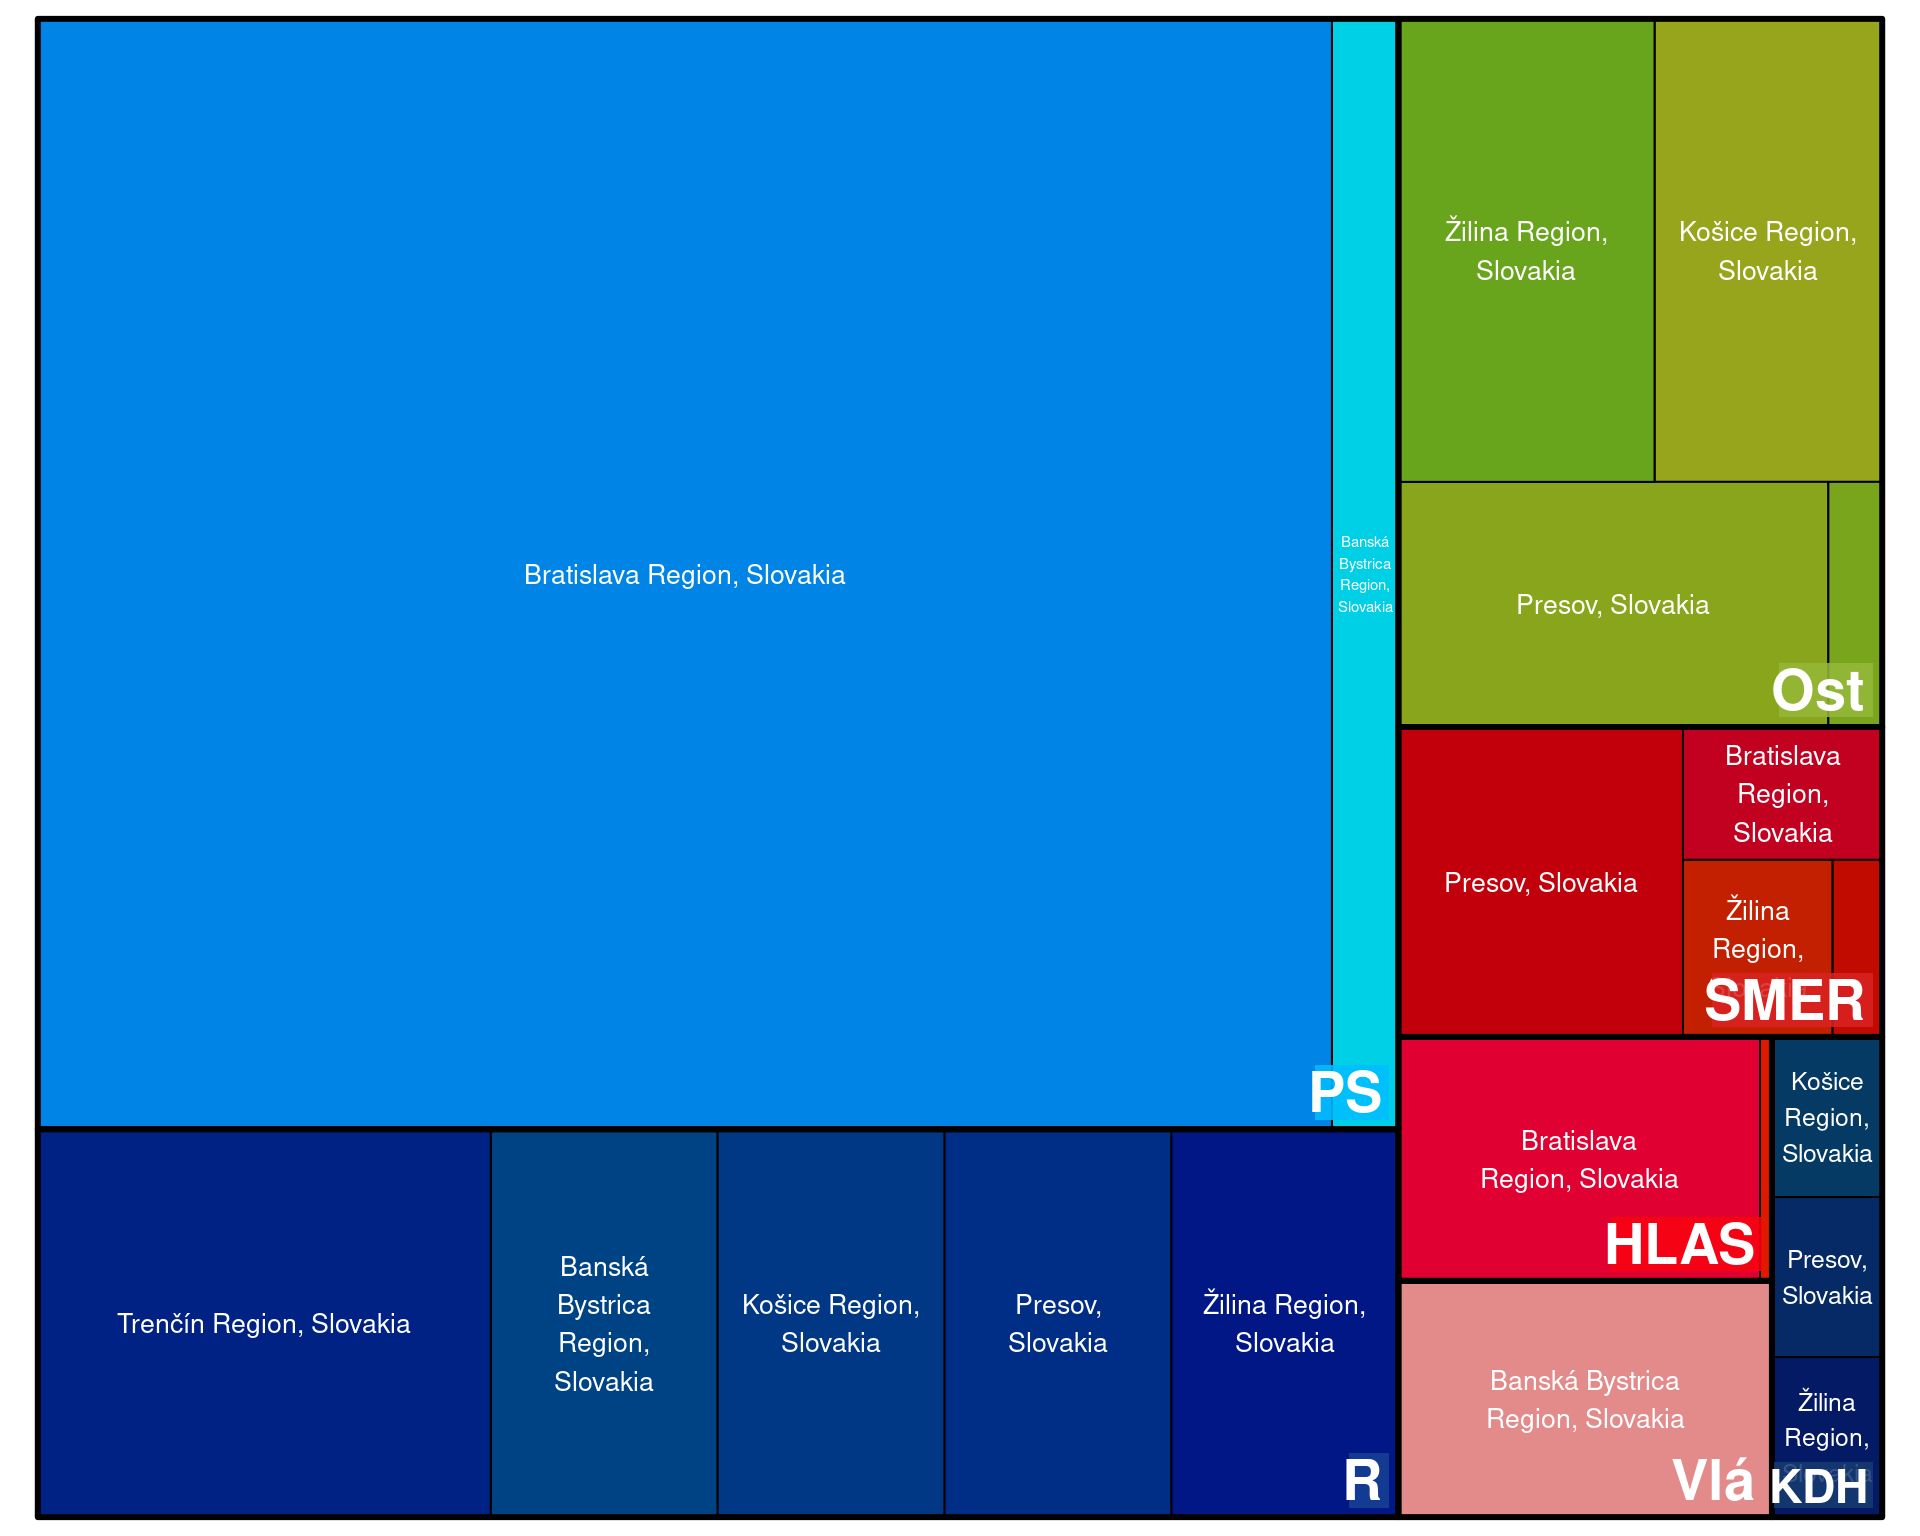 Bratislava Region, Slovakia
Banská
Bystrica
Region,
Slovakia
PS
Trenčín Region, Slovakia
Banská
Bystrica
Region,
Slovakia
Košice Region,
Slovakia
Presov,
Slovakia
Žilina Region,
Slovakia
R
Žilina Region,
Slovakia
Košice Region,
Slovakia
Presov, Slovakia
Ost
Presov, Slovakia
Bratislava
Region,
Slovakia
Žilina
Region,
SMER
Bratislava
Region, Slovakia
HLAS
Banská Bystrica
Region, Slovakia
Vlá
Košice
Region,
Slovakia
Presov,
Slovakia
Žilina
Region,
KDH